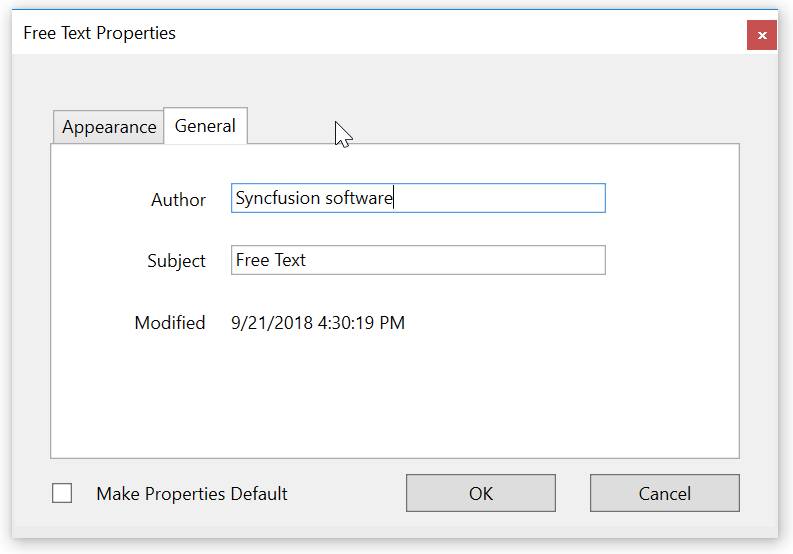 Free Text Properties
Appearance General
Author Syncfusion software
Subject Free Text
Modified 9/21/2018 4:30:19 PM
Make Properties Default OK Cancel